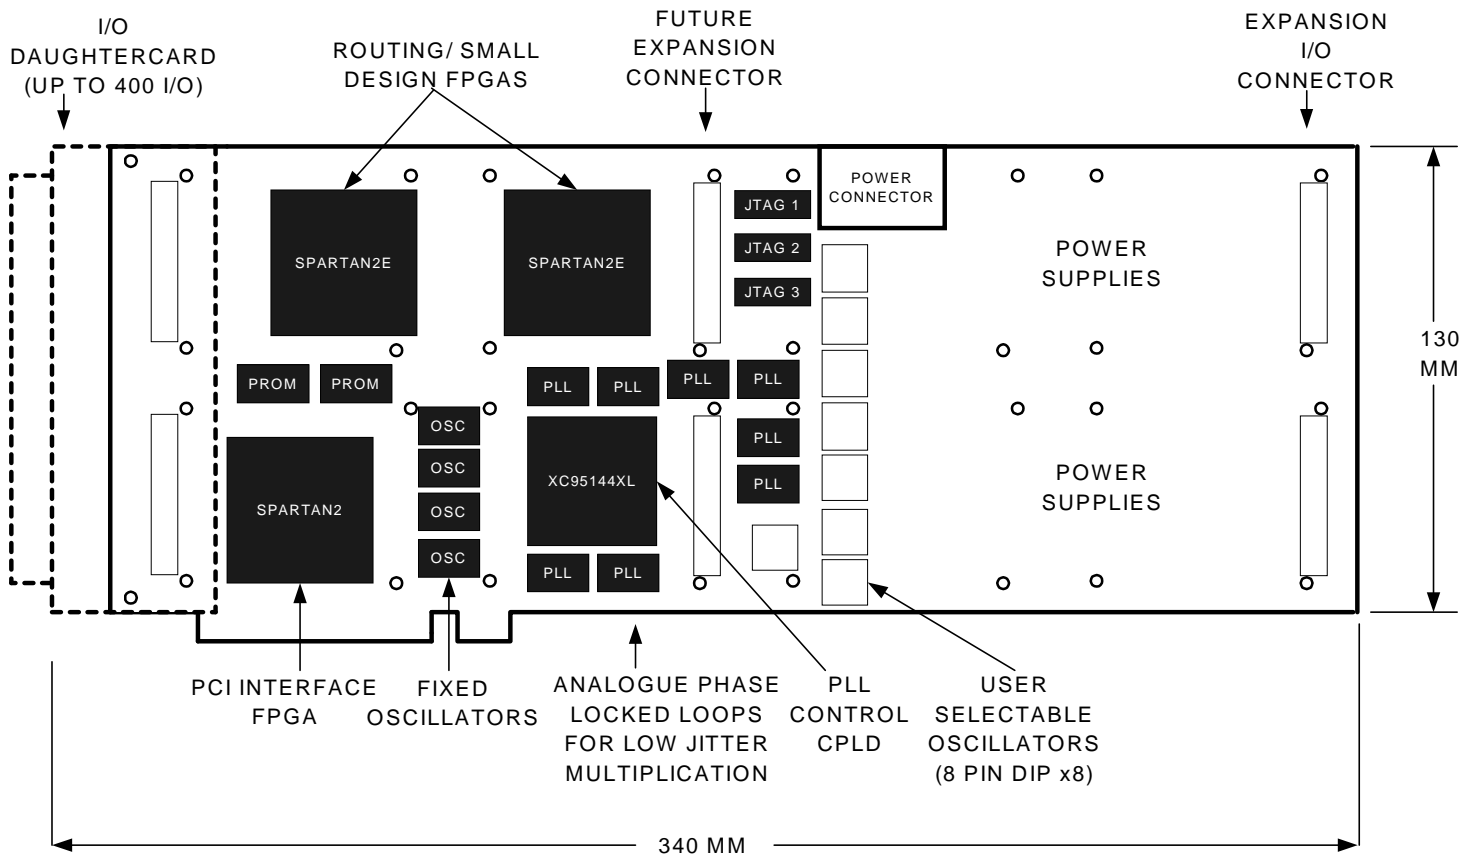 I/O
DAUGHTERCARD
(UP TO 400 I/O)
ROUTING/ SMALL
DESIGN FPGAS
FUTURE
EXPANSION
CONNECTOR
EXPANSION
I/O
CONNECTOR
POWER
CONNECTOR
JTAG 1
JTAG 2
JTAG 3
SPARTAN2E
SPARTAN2E
POWER
SUPPLIES
130
MM
PROM
PROM
PLL
PLL
PLL
PLL
OSC
OSC
OSC
OSC
PLL
PLL
XC95144XL
SPARTAN2
POWER
SUPPLIES
PLL
PLL
PCI INTERFACE
FPGA
FIXED
OSCILLATORS
ANALOGUE PHASE
LOCKED LOOPS
FOR LOW JITTER
MULTIPLICATION
PLL
CONTROL
CPLD
USER
SELECTABLE
OSCILLATORS
(8 PIN DIP x8)
340 MM